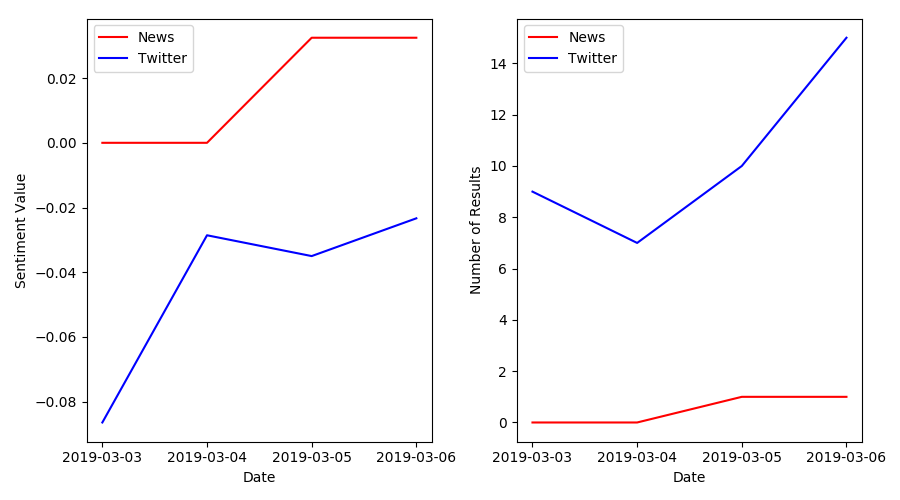 News
Twitter
Sentiment Value
0.02
0.00
−0.02
−0.04
−0.06
−0.08
2019-03-03 2019-03-04 2019-03-05 2019-03-06
Date
News
Twitter
Number of Results
14
12
10
8
6
4
2
0
2019-03-03 2019-03-04 2019-03-05 2019-03-06
Date